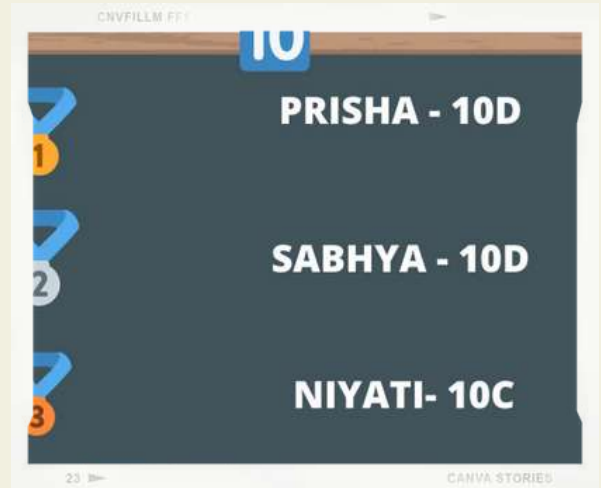 CNVFILLM FF1
10
PRISHA - 10D
1
SABHYA - 10D
2
NIYATI- 10C
3
23
CANVA STORIES